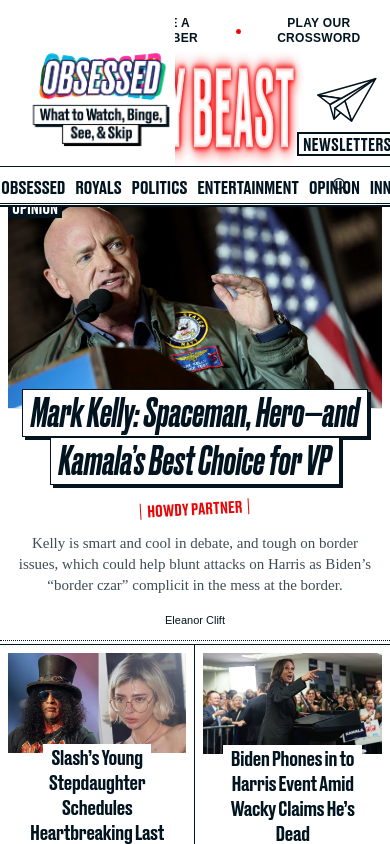 E A
PLAY OUR
BER
CROSSWORD
OBSESSED
What to Watch, Binge,
See, & Skip
Y BEAST
NEWSLETTERS
OBSESSED ROYALS POLITICS ENTERTAINMENT OPINION INN
OPINION
Mark Kelly: Spaceman, Hero—and
Kamala's Best Choice for VP
HOWDY PARTNER
Kelly is smart and cool in debate, and tough on border
issues, which could help blunt attacks on Harris as Biden's
“border czar” complicit in the mess at the border.
Eleanor Clift
Slash's Young
Stepdaughter
Schedules
Heartbreaking Last
Biden Phones in to
Harris Event Amid
Wacky Claims He's
Dead